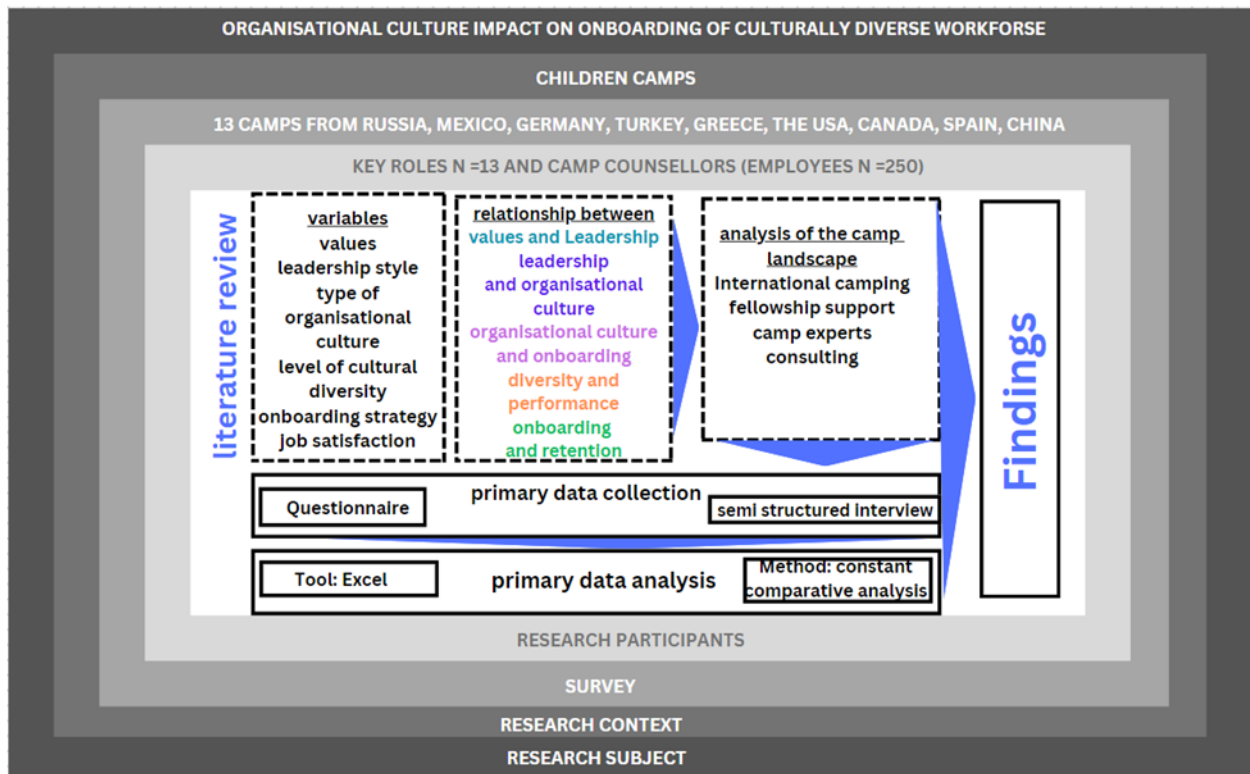 ORGANISATIONAL CULTURE IMPACT ON ONBOARDING OF CULTURALLY DIVERSE WORKFORSE
CHILDREN CAMPS
13 CAMPS FROM RUSSIA, MEXICO, GERMANY, TURKEY, GREECE, THE USA, CANADA, SPAIN, CHINA
KEY ROLES N =13 AND CAMP COUNSELLORS (EMPLOYEES N =250)
literature review
variables
values
leadership style
type of
organisational
culture
level of cultural
diversity
onboarding strategy
job satisfaction
relationship between
values and Leadership
leadership
and organisational
culture
organisational culture
and onboarding
diversity and
performance
onboarding
and retention
analysis of the camp
landscape
International camping
fellowship support
camp experts
consulting
Findings
primary data collection
Questionnaire
semi structured interview
Tool: Excel
primary data analysis
Method: constant
comparative analysis
RESEARCH PARTICIPANTS
SURVEY
RESEARCH CONTEXT
RESEARCH SUBJECT